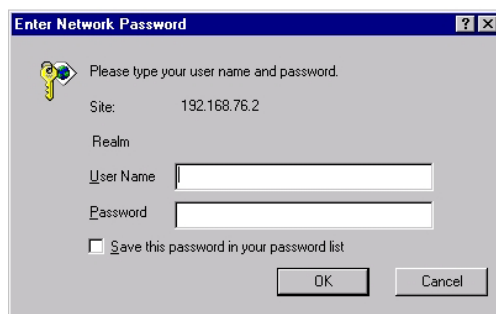 Enter Network Password
Please type your user name and password.
Site: 192.168.76.2
Realm
User Name
Password
Save this password in your password list
OK Cancel